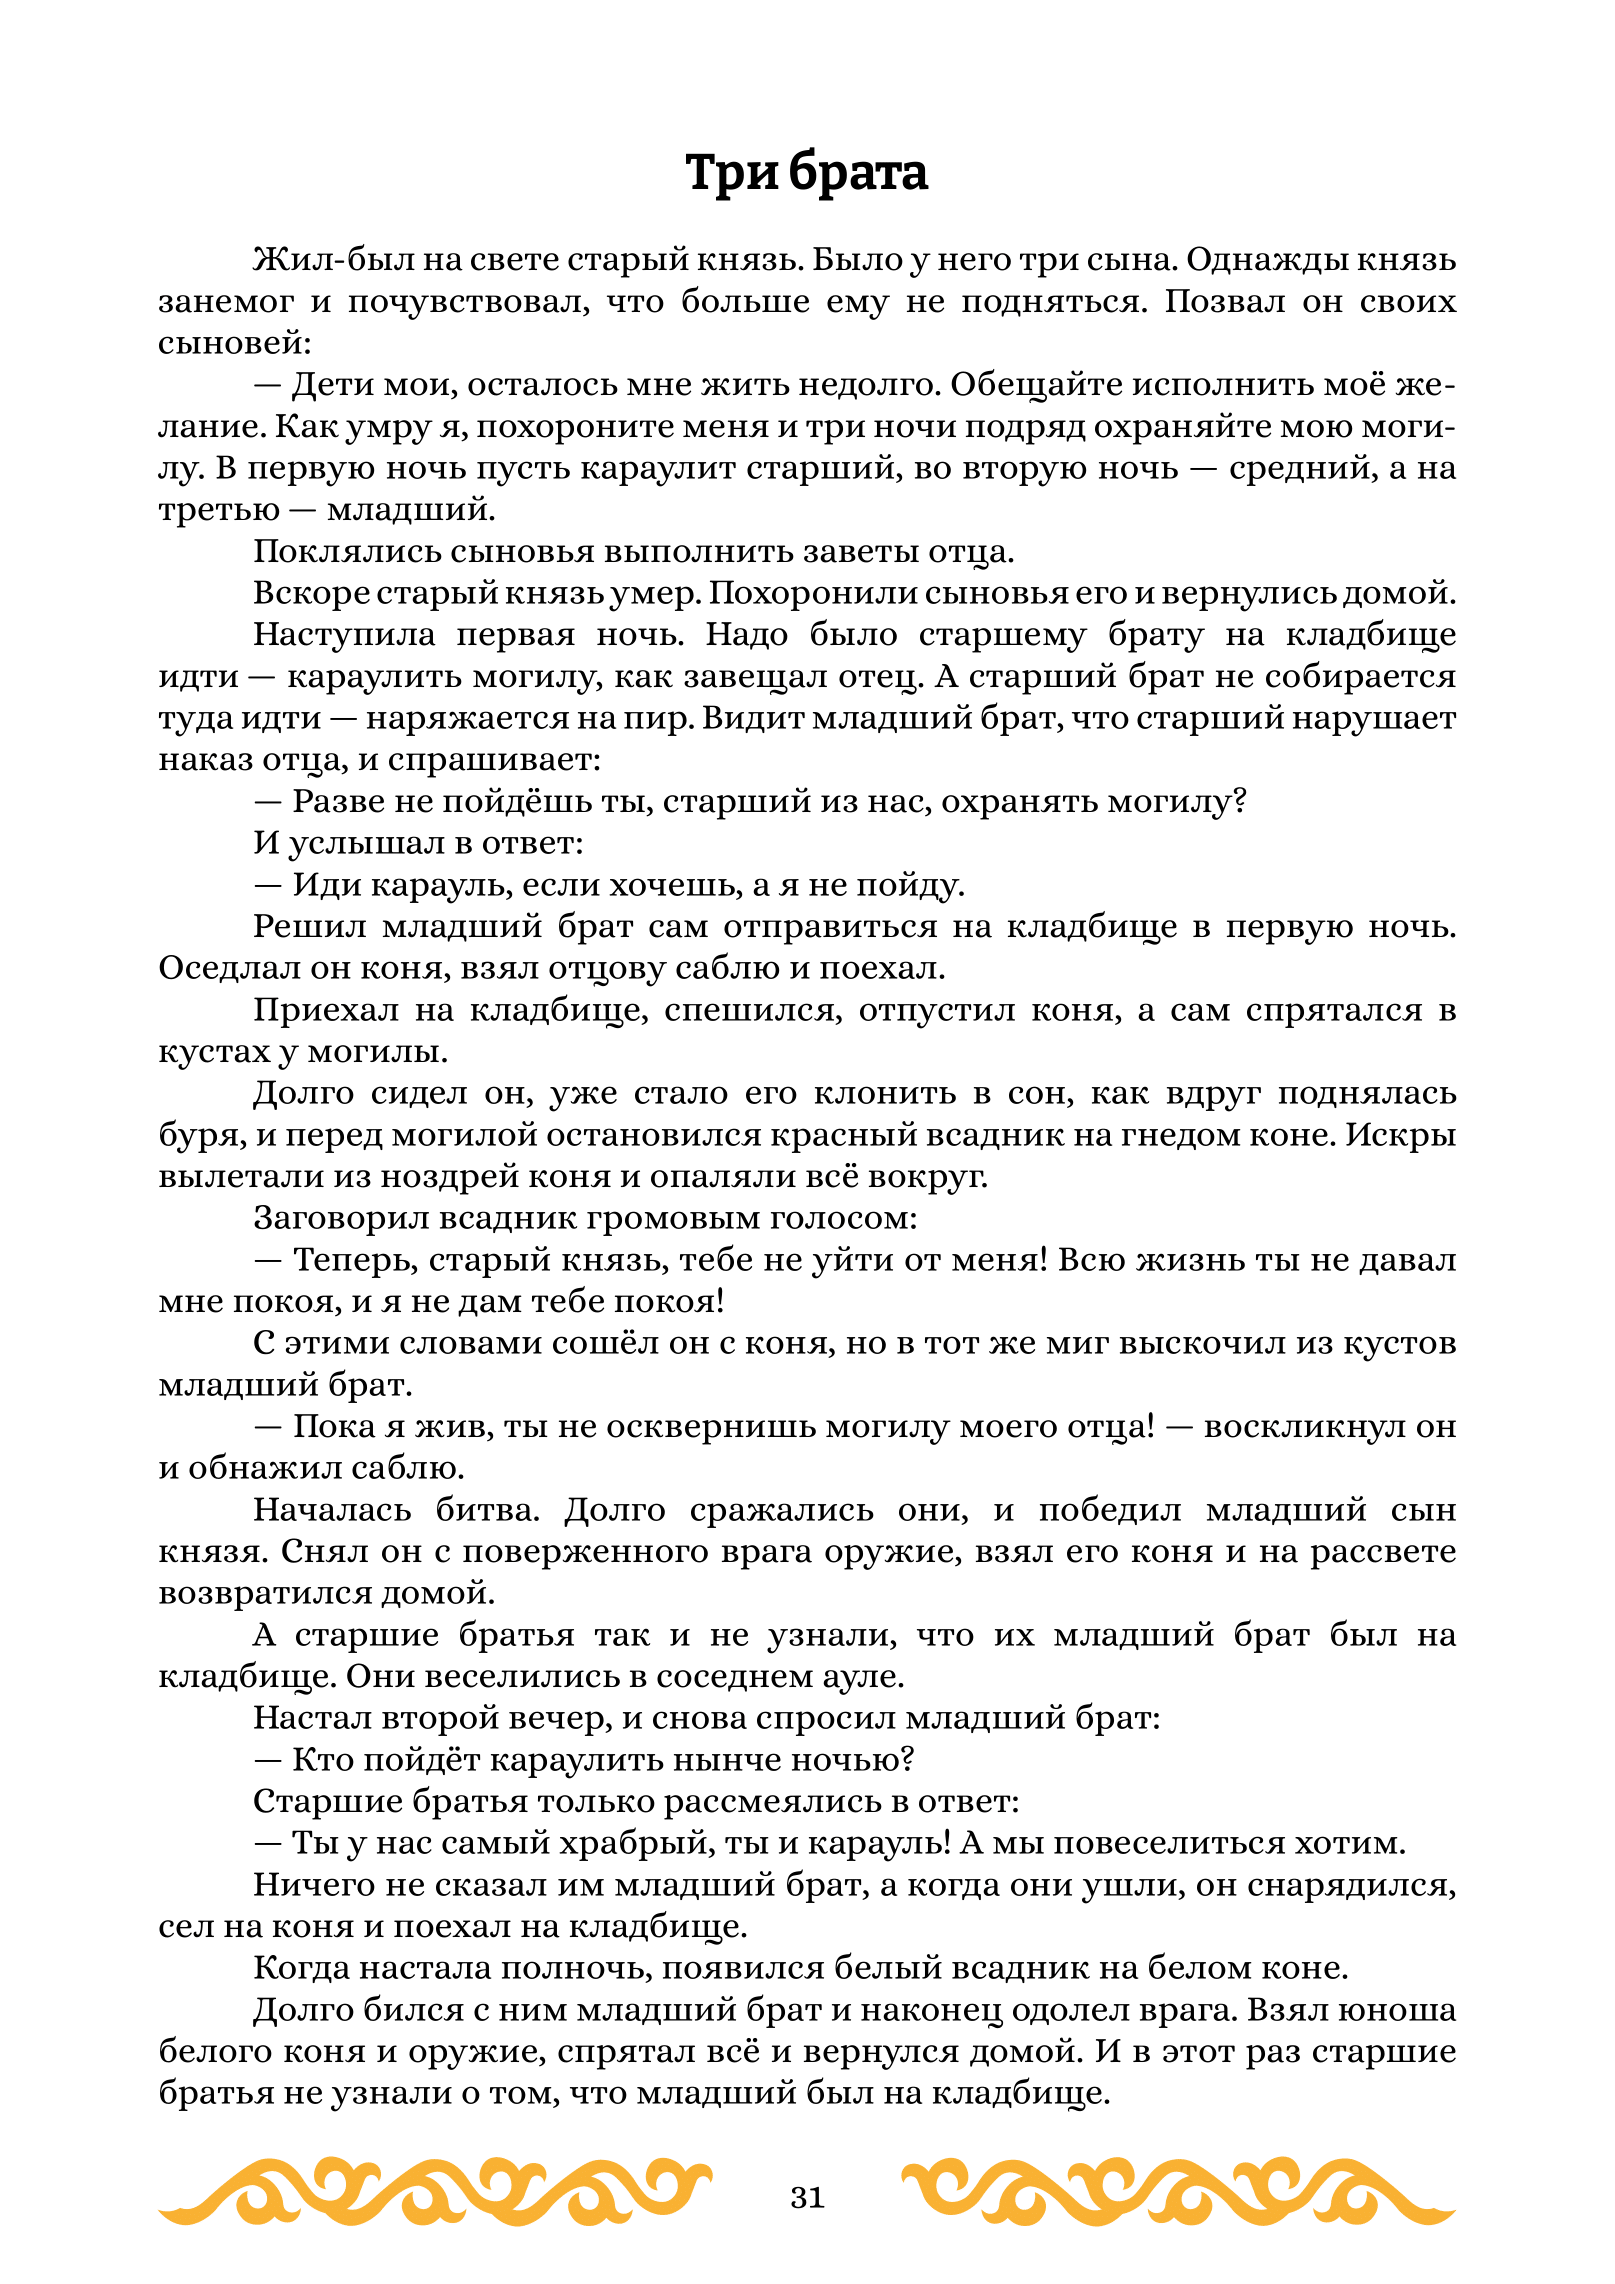 Три брата
Жил-был на свете старый князь. Было у него три сына. Однажды князь
занемог и почувствовал, что больше ему не подняться. Позвал он своих
сыновей:
— Дети мои, осталось мне жить недолго. Обещайте исполнить моё же-
лание. Как умру я, похороните меня и три ночи подряд охраняйте мою моги-
лу. В первую ночь пусть караулит старший, во вторую ночь — средний, а на
третью — младший.
Поклялись сыновья выполнить заветы отца.
Вскоре старый князь умер. Похоронили сыновья его и вернулись домой.
Наступила первая ночь. Надо было старшему брату на кладбище
идти — караулить могилу, как завещал отец. А старший брат не собирается
туда идти — наряжается на пир. Видит младший брат, что старший нарушает
наказ отца, и спрашивает:
— Разве не пойдёшь ты, старший из нас, охранять могилу?
И услышал в ответ:
— Иди карауль, если хочешь, а я не пойду.
Решил младший брат сам отправиться на кладбище в первую ночь.
Оседлал он коня, взял отцову саблю и поехал.
Приехал на кладбище, спешился, отпустил коня, а сам спрятался в
кустах у могилы.
Долго сидел он, уже стало его клонить в сон, как вдруг поднялась
буря, и перед могилой остановился красный всадник на гнедом коне. Искры
вылетали из ноздрей коня и опаляли всё вокруг.
Заговорил всадник громовым голосом:
— Теперь, старый князь, тебе не уйти от меня! Всю жизнь ты не давал
мне покоя, и я не дам тебе покоя!
С этими словами сошёл он с коня, но в тот же миг выскочил из кустов
младший брат.
— Пока я жив, ты не осквернишь могилу моего отца! — воскликнул он
и обнажил саблю.
Началась битва. Долго сражались они, и победил младший сын
князя. Снял он с поверженного врага оружие, взял его коня и на рассвете
возвратился домой.
А старшие братья так и не узнали, что их младший брат был на
кладбище. Они веселились в соседнем ауле.
Настал второй вечер, и снова спросил младший брат:
— Кто пойдёт караулить нынче ночью?
Старшие братья только рассмеялись в ответ:
— Ты у нас самый храбрый, ты и карауль! А мы повеселиться хотим.
Ничего не сказал им младший брат, а когда они ушли, он снарядился,
сел на коня и поехал на кладбище.
Когда настала полночь, появился белый всадник на белом коне.
Долго бился с ним младший брат и наконец одолел врага. Взял юноша
белого коня и оружие, спрятал всё и вернулся домой. И в этот раз старшие
братья не узнали о том, что младший был на кладбище.
31